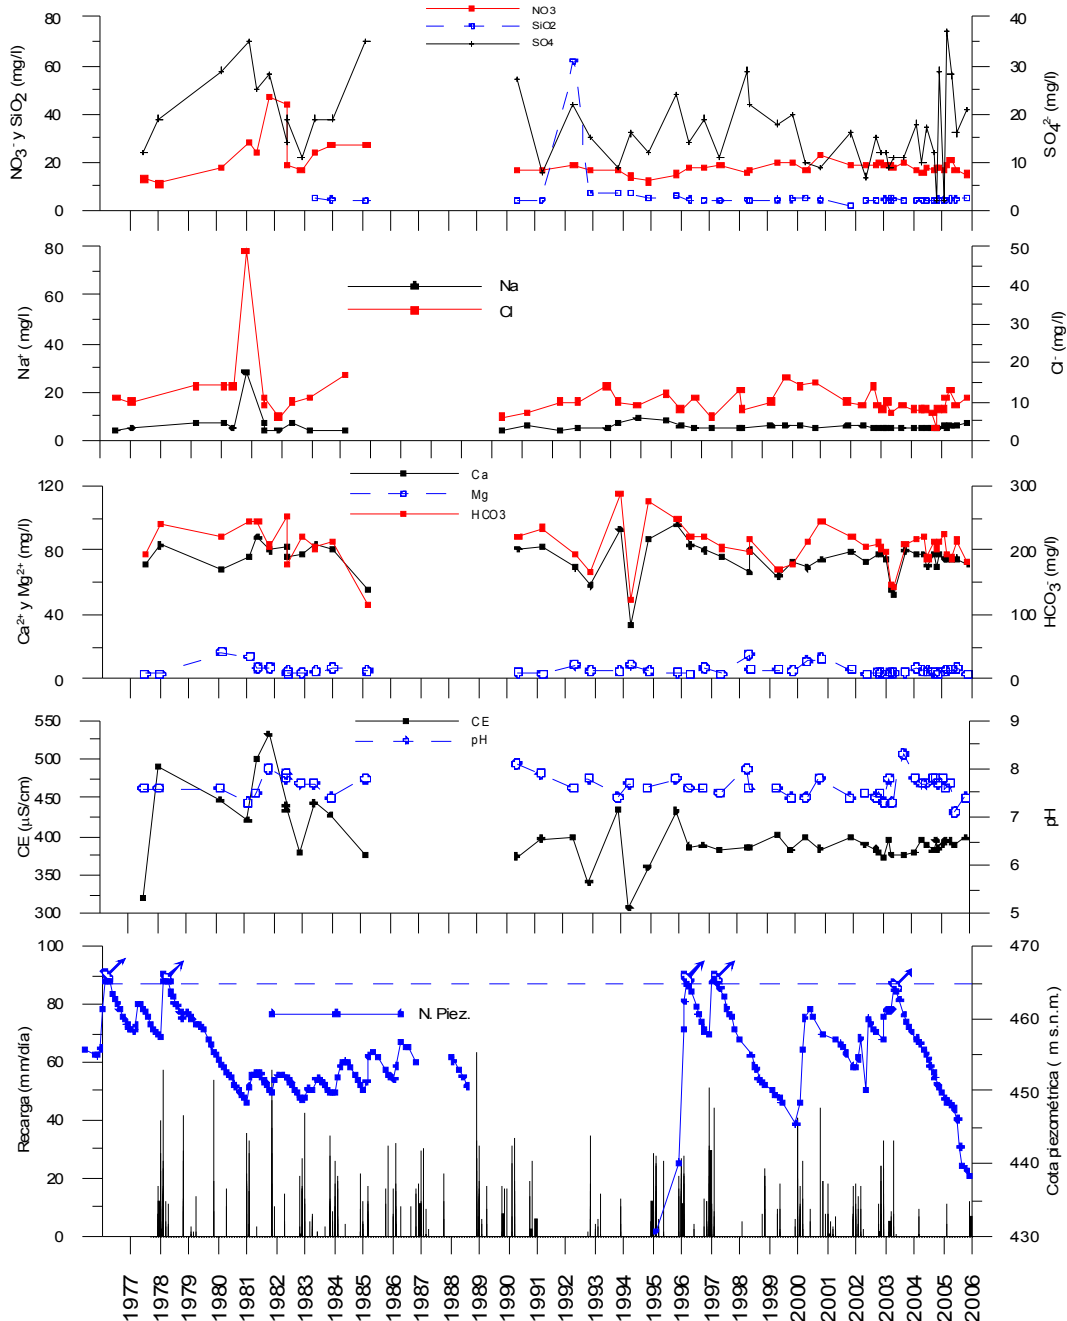 NO3
SiO2
SO4
80
60
40
20
0
NO₃⁻ y SiO₂ (mg/l)
40
30
20
10
0
SO₄²⁻ (mg/l)
Na
Cl
80
60
40
20
0
Na⁺ (mg/l)
50
40
30
20
10
0
Cl⁻ (mg/l)
Ca
Mg
HCO3
120
80
40
0
Ca²⁺ y Mg²⁺ (mg/l)
300
200
100
0
HCO₃⁻ (mg/l)
CE
pH
550
500
450
400
350
300
CE (µS/cm)
9
8
7
6
5
pH
N. Piez.
100
80
60
40
20
0
Recarga (mm/día)
470
460
450
440
430
Cota piezométrica ( m s.n.m.)
1977 1978 1979 1980 1981 1982 1983 1984 1985 1986 1987 1988 1989 1990 1991 1992 1993 1994 1995 1996 1997 1998 1999 2000 2001 2002 2003 2004 2005 2006